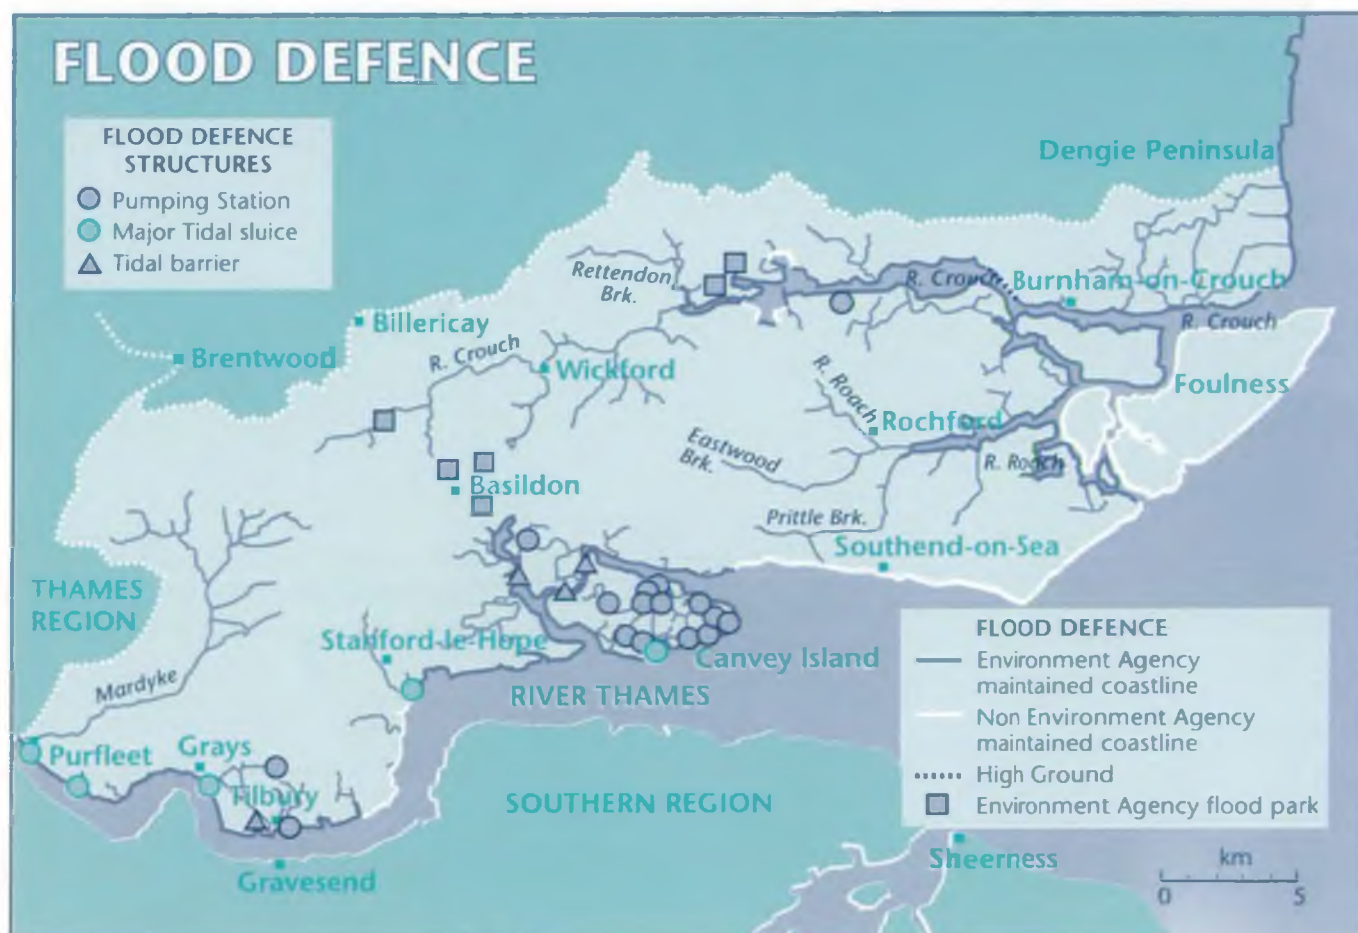 FLOOD DEFENCE
FLOOD DEFENCE
STRUCTURES
Pumping Station
Major Tidal sluice
Tidal barrier
Dengie Peninsula
Rettendon
Brk.
R. Crouch
Burnham-on-Crouch
R. Crouch
Billericay
Brentwood
R. Crouch
Wickford
R. Roach
Foulness
Rochford
Eastwood
Brk.
R. Roach
Basildon
Prittle Brk.
Southend-on-Sea
THAMES
REGION
Stanford-le-Hope
Canvey Island
Mardyke
RIVER THAMES
Purfleet
Grays
Tilbury
SOUTHERN REGION
Gravesend
Sheerness
FLOOD DEFENCE
Environment Agency
maintained coastline
Non Environment Agency
maintained coastline
High Ground
Environment Agency flood park
km
0 5